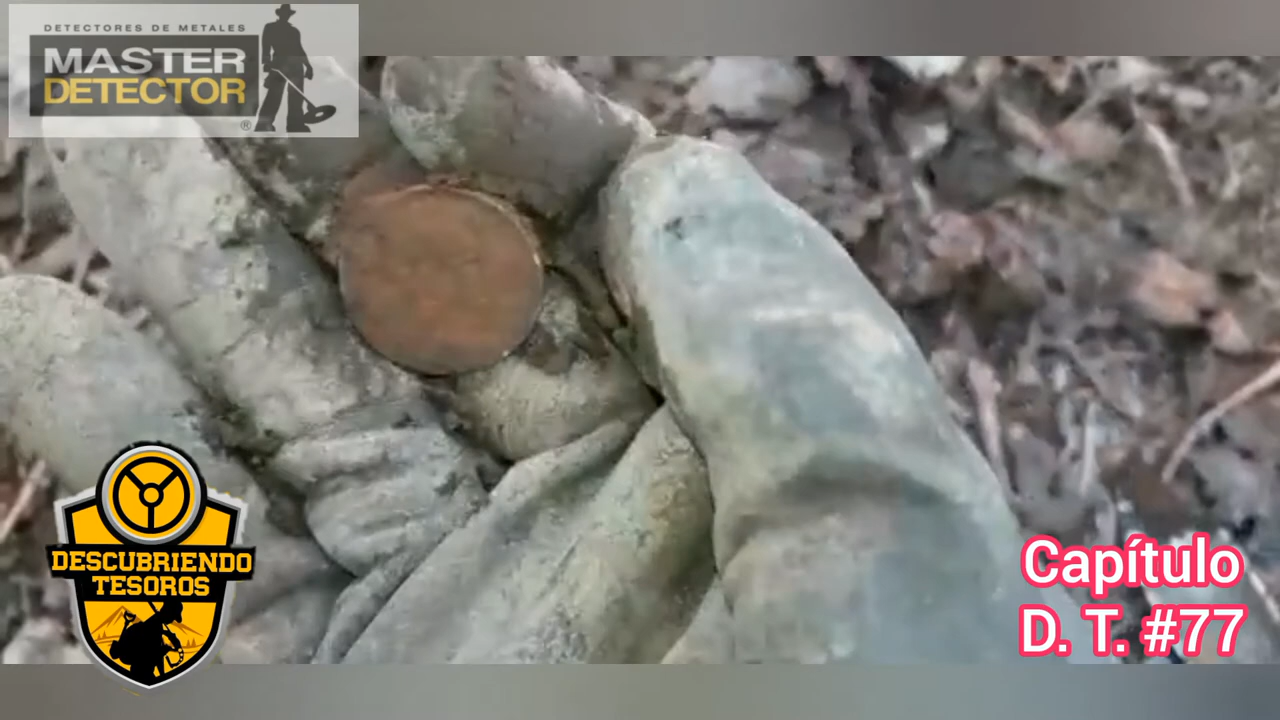 DETECTORES DE METALES
MASTER
DETECTOR
®
DESCUBRIENDO
TESOROS
Capítulo
D. T. #77